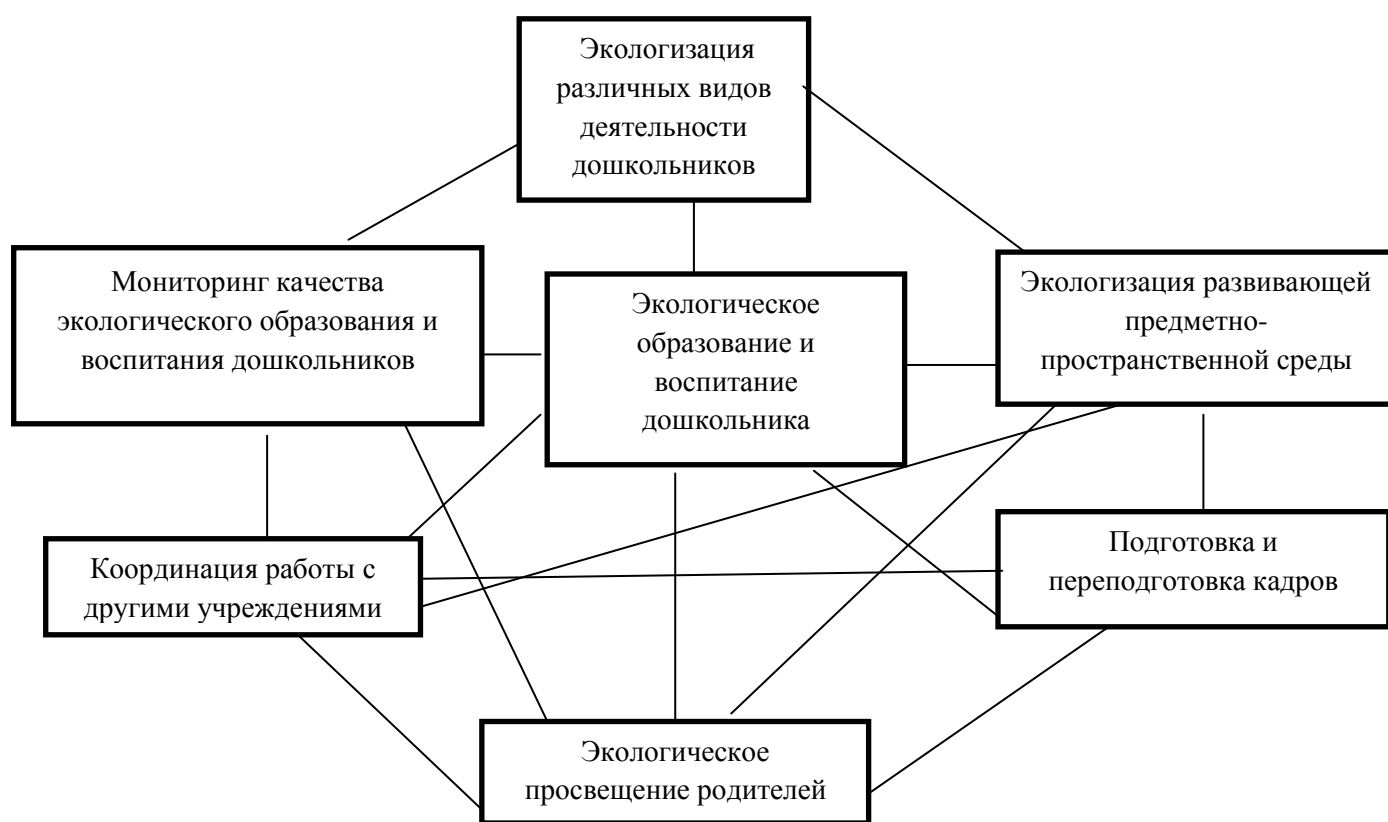 Экологизация
различных видов
деятельности
дошкольников
Мониторинг качества
экологического образования и
воспитания дошкольников
Экологическое
образование и
воспитание
дошкольника
Экологизация развивающей
предметно-
пространственной среды
Координация работы с
другими учреждениями
Подготовка и
переподготовка кадров
Экологическое
просвещение родителей